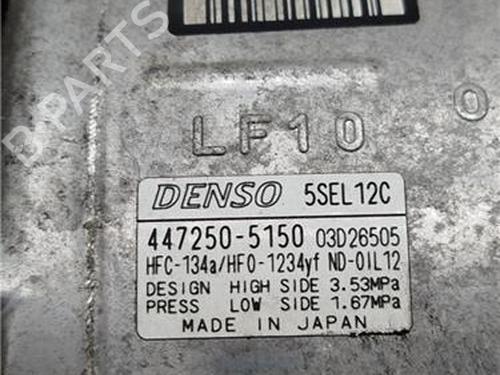 B-PARTS
LF10 0
DENSO 5SEL12C
447250-5150 03D26505
HFC-134a/HFO-1234yf ND-OIL12
DESIGN HIGH SIDE 3.53MPa
PRESS LOW SIDE 1.67MPa
MADE IN JAPAN